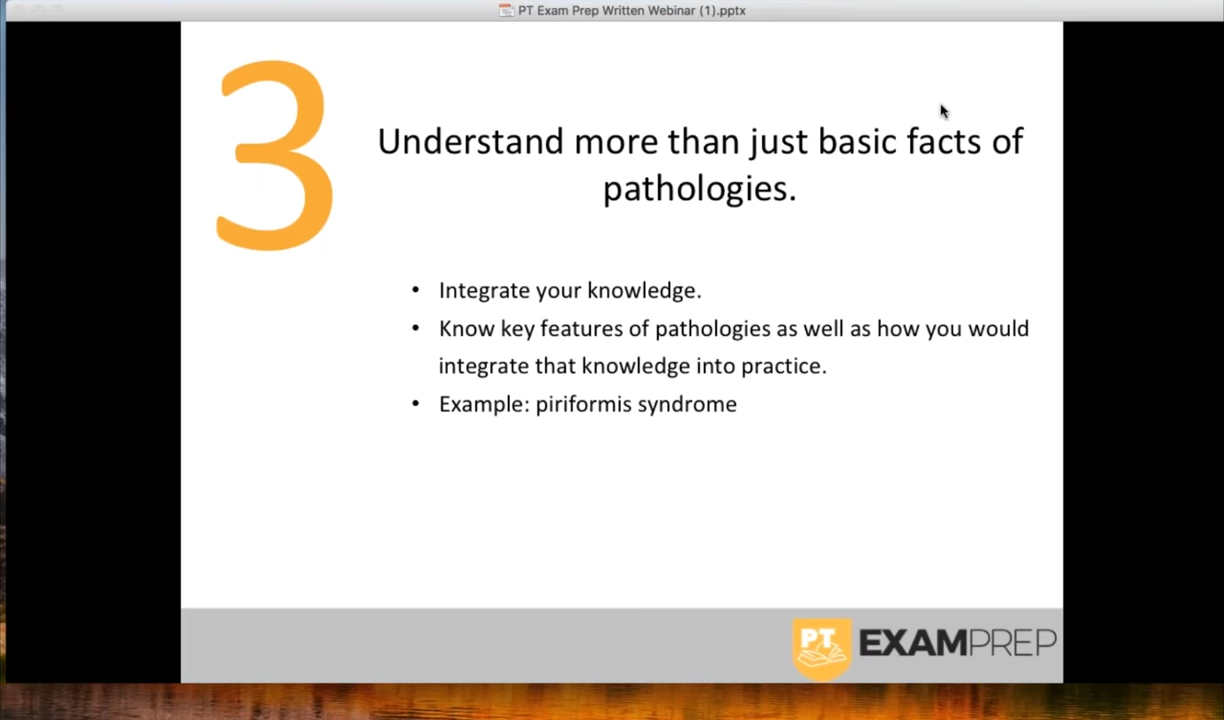 PT Exam Prep Written Webinar (1).pptx
3
Understand more than just basic facts of
pathologies.
• Integrate your knowledge.
• Know key features of pathologies as well as how you would
integrate that knowledge into practice.
• Example: piriformis syndrome
PT EXAMPREP